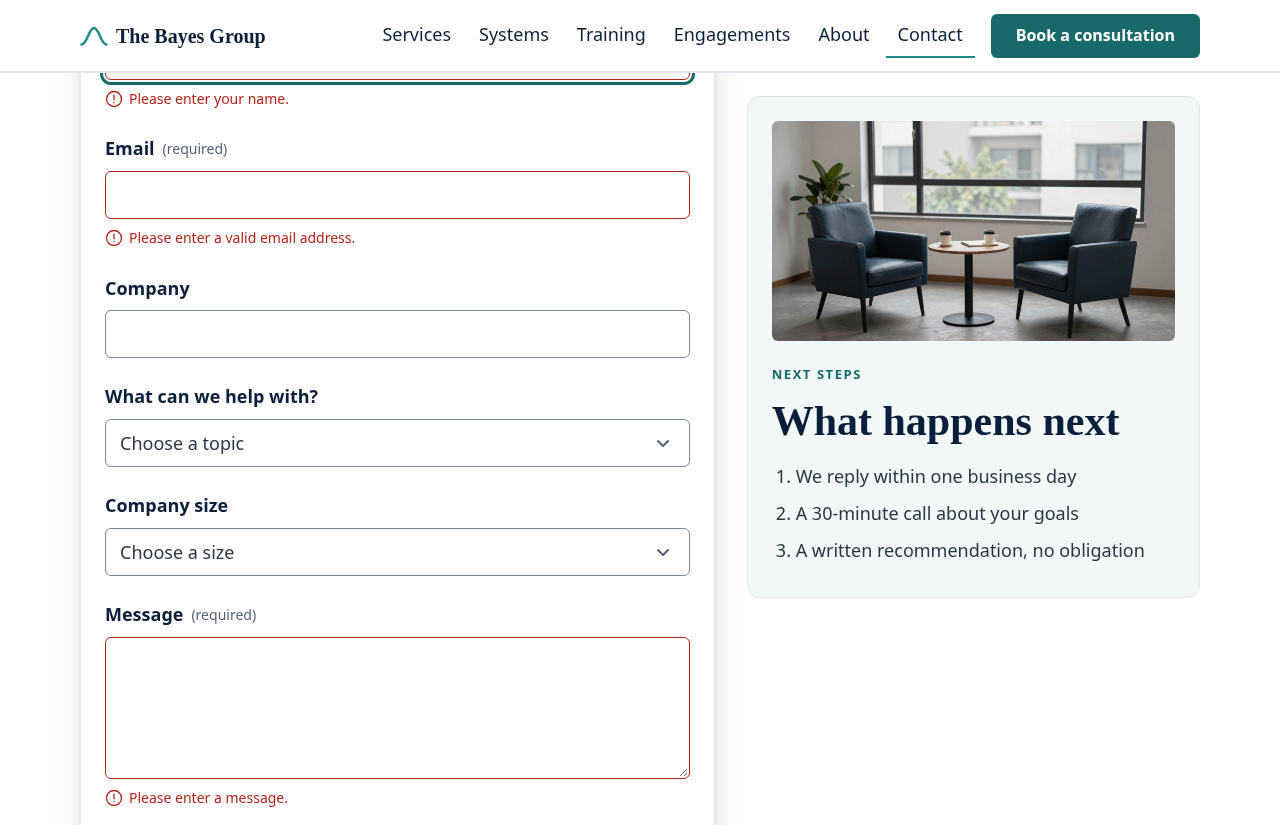 The Bayes Group
Services
Systems
Training
Engagements
About
Contact
Book a consultation
Please enter your name.
Email (required)
Please enter a valid email address.
Company
What can we help with?
Choose a topic
Company size
Choose a size
Message (required)
Please enter a message.
NEXT STEPS
What happens next
1. We reply within one business day
2. A 30-minute call about your goals
3. A written recommendation, no obligation